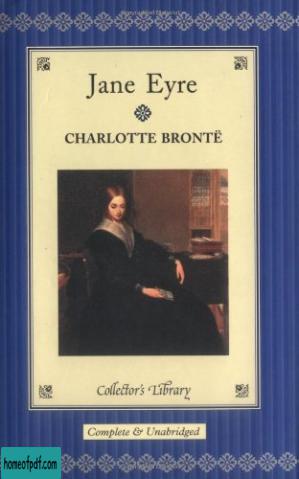 Jane Eyre
CHARLOTTE BRONTË
Collector's Library
Complete & Unabridged
homeofpdf.com